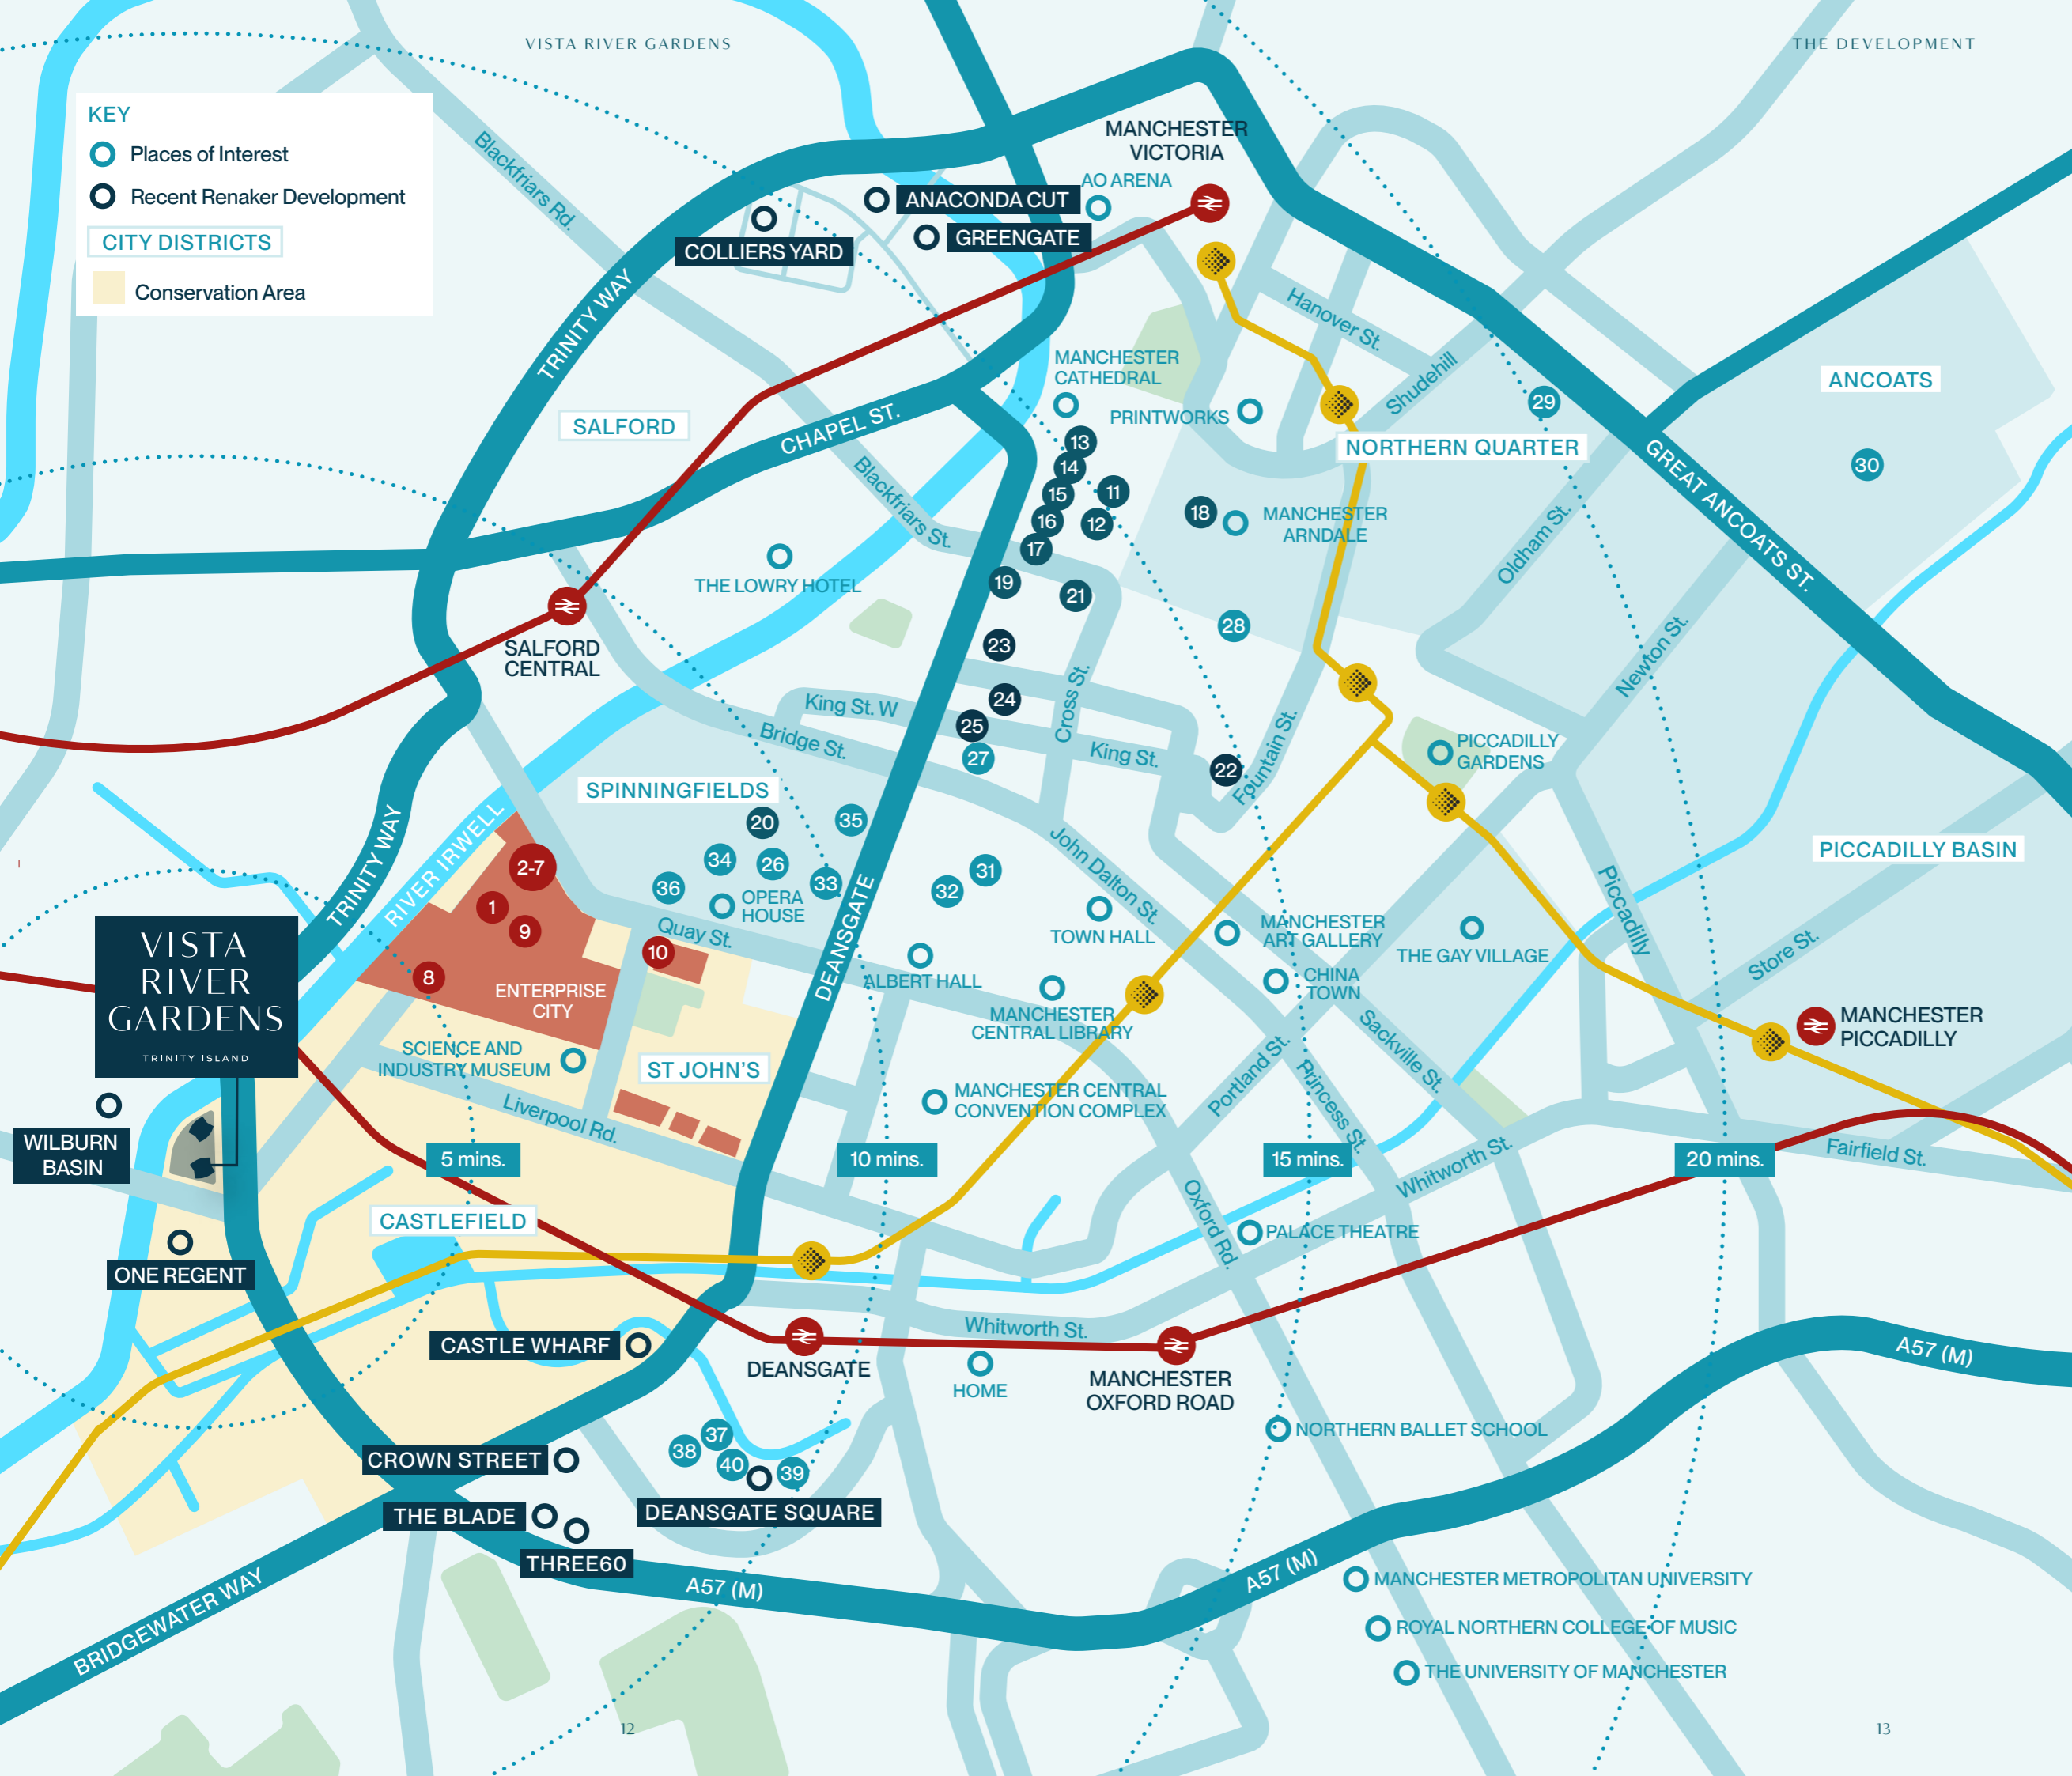 VISTA RIVER GARDENS
THE DEVELOPMENT
KEY
Places of Interest
Recent Renaker Development
CITY DISTRICTS
Conservation Area
Blackfriars Rd.
MANCHESTER
VICTORIA
AO ARENA
ANACONDA CUT
GREENGATE
COLLIERS YARD
TRINITY WAY
Hanover St.
Shudehill
MANCHESTER
CATHEDRAL
PRINTWORKS
SALFORD
CHAPEL ST.
NORTHERN QUARTER
ANCOATS
29
30
GREAT ANCOATS ST.
13
14
15
11
16
12
17
18
MANCHESTER
ARNDALE
Blackfriars St.
Oldham St.
THE LOWRY HOTEL
19
21
28
SALFORD
CENTRAL
23
24
25
27
Cross St.
Newton St.
King St. W
Bridge St.
King St.
22
Fountain St.
PICCADILLY
GARDENS
SPINNINGFIELDS
20
35
34
26
33
36
OPERA
HOUSE
31
32
John Dalton St.
PICCADILLY BASIN
Piccadilly
TRINITY WAY
RIVER IRWELL
2-7
1
9
10
8
ENTERPRISE
CITY
Quay St.
DEANSGATE
TOWN HALL
MANCHESTER
ART GALLERY
THE GAY VILLAGE
Store St.
ALBERT HALL
CHINA
TOWN
MANCHESTER
CENTRAL LIBRARY
MANCHESTER
PICCADILLY
VISTA
RIVER
GARDENS
TRINITY ISLAND
SCIENCE AND
INDUSTRY MUSEUM
ST JOHN'S
Sackville St.
Portland St.
Princess St.
MANCHESTER CENTRAL
CONVENTION COMPLEX
Liverpool Rd.
WILBURN
BASIN
5 mins.
10 mins.
15 mins.
20 mins.
Whitworth St.
Fairfield St.
CASTLEFIELD
Oxford Rd.
PALACE THEATRE
ONE REGENT
CASTLE WHARF
DEANSGATE
Whitworth St.
HOME
MANCHESTER
OXFORD ROAD
A57 (M)
NORTHERN BALLET SCHOOL
37
38
40
39
CROWN STREET
DEANSGATE SQUARE
THE BLADE
THREE60
A57 (M)
A57 (M)
BRIDGEWATER WAY
MANCHESTER METROPOLITAN UNIVERSITY
ROYAL NORTHERN COLLEGE OF MUSIC
THE UNIVERSITY OF MANCHESTER
12
13